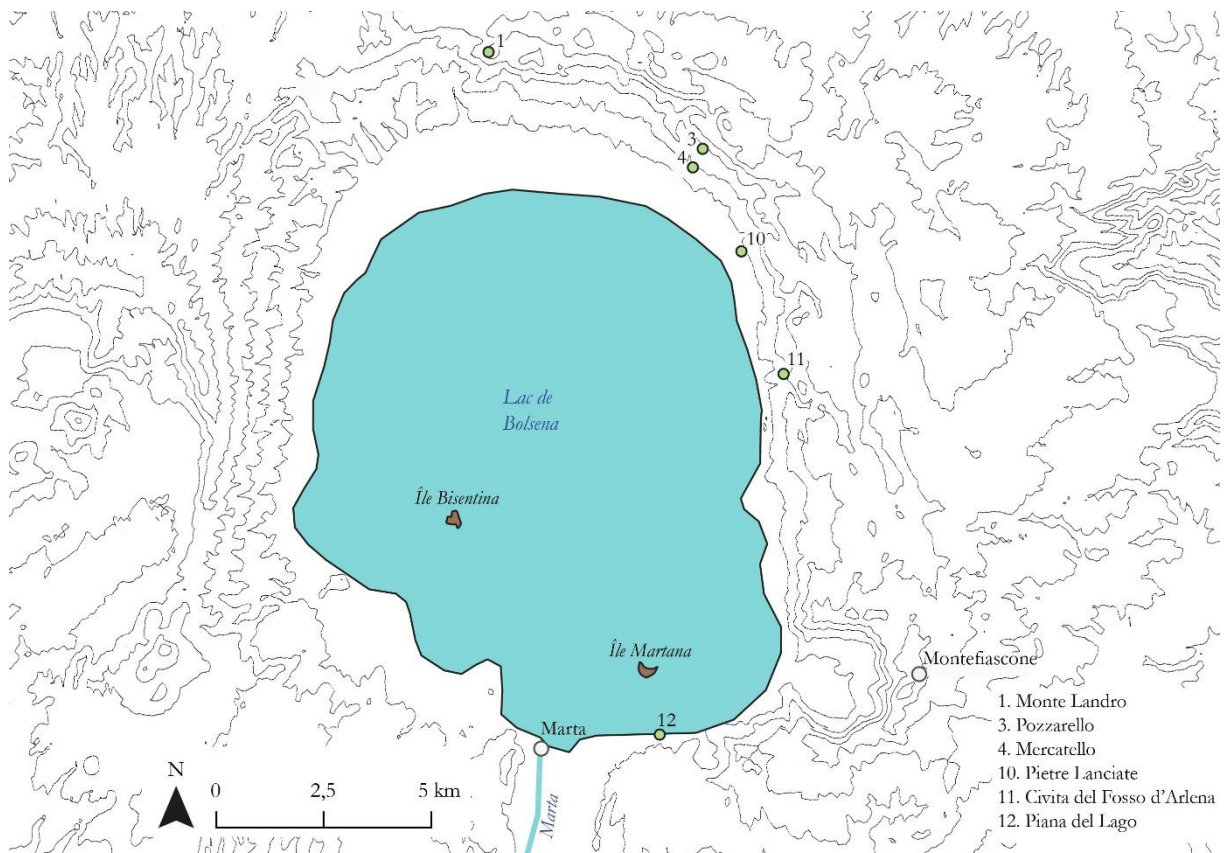 1
3
4
10
11
Lac de
Bolsena
Île Bisentina
Île Martana
Montefiascone
12
Marta
Marta
N
0 2,5 5 km
1. Monte Landro
3. Pozzarello
4. Mercatello
10. Pietre Lanciate
11. Civita del Fosso d'Arlena
12. Piana del Lago